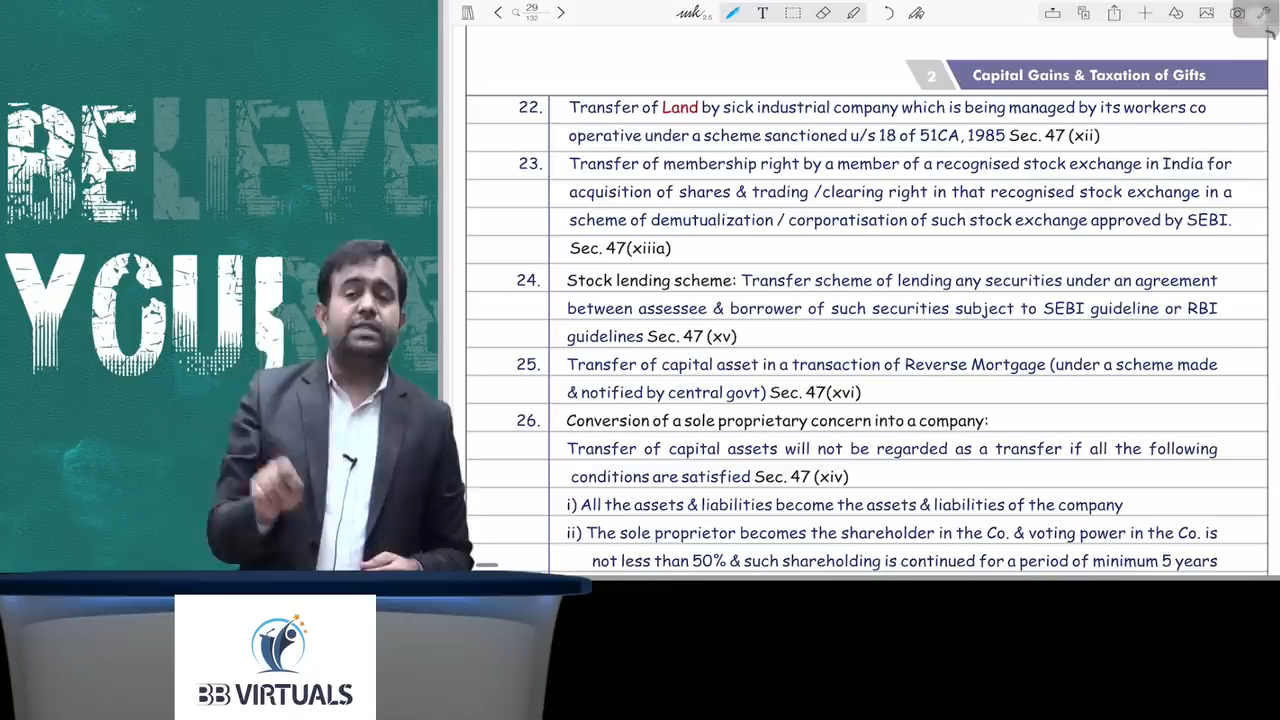 29
132
2.5
T
BELIEVE
YOUR
2 Capital Gains & Taxation of Gifts
22. Transfer of Land by sick industrial company which is being managed by its workers co
operative under a scheme sanctioned u/s 18 of 51CA, 1985 Sec. 47 (xii)
23. Transfer of membership right by a member of a recognised stock exchange in India for
acquisition of shares & trading /clearing right in that recognised stock exchange in a
scheme of demutualization / corporatisation of such stock exchange approved by SEBI.
Sec. 47(xiiia)
24. Stock lending scheme: Transfer scheme of lending any securities under an agreement
between assessee & borrower of such securities subject to SEBI guideline or RBI
guidelines Sec. 47 (xv)
25. Transfer of capital asset in a transaction of Reverse Mortgage (under a scheme made
& notified by central govt) Sec. 47(xvi)
26. Conversion of a sole proprietary concern into a company:
Transfer of capital assets will not be regarded as a transfer if all the following
conditions are satisfied Sec. 47 (xiv)
i) All the assets & liabilities become the assets & liabilities of the company
ii) The sole proprietor becomes the shareholder in the Co. & voting power in the Co. is
not less than 50% & such shareholding is continued for a period of minimum 5 years
BB VIRTUALS